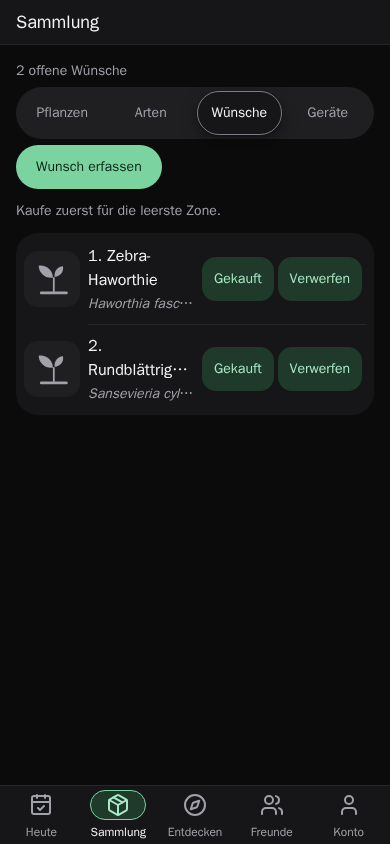 Sammlung
2 offene Wünsche
Pflanzen
Arten
Wünsche
Geräte
Wunsch erfassen
Kaufe zuerst für die leerste Zone.
1. Zebra-
Haworthie
Haworthia fasc…
Gekauft
Verwerfen
2.
Rundblättrig…
Sansevieria cyl…
Gekauft
Verwerfen
Heute
Sammlung
Entdecken
Freunde
Konto